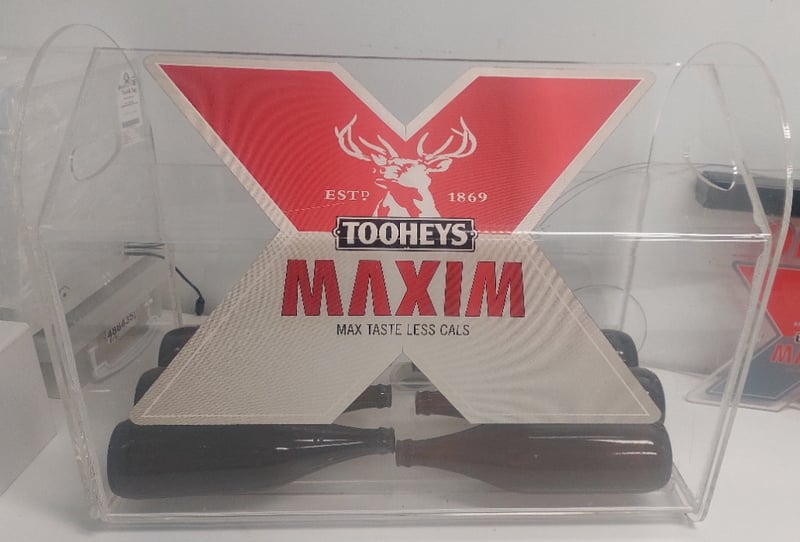 ESTD 1869
TOOHEYS
MAXIM
MAX TASTE LESS CALS